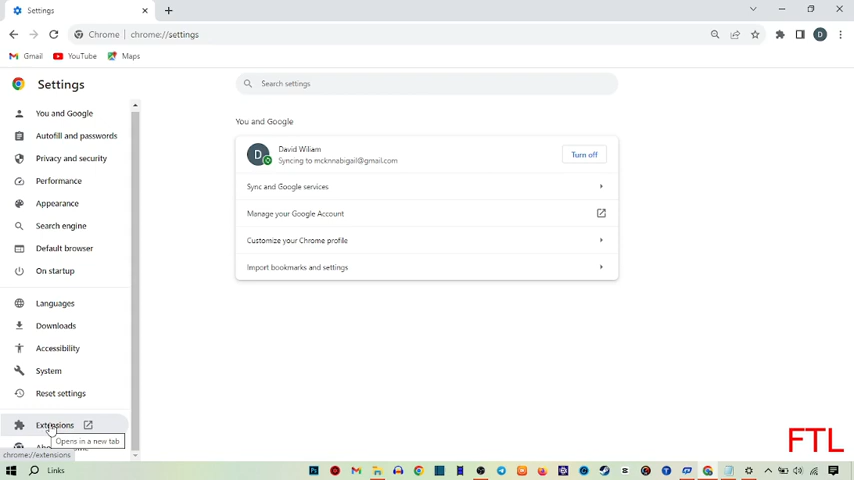 Settings
Chrome
chrome://settings
D
Gmail
YouTube
Maps
Settings
Search settings
You and Google
You and Google
Autofill and passwords
David Wiliam
D
Syncing to mcknnabigail@gmail.com
Turn off
Privacy and security
Performance
Sync and Google services
Appearance
Manage your Google Account
Search engine
Customize your Chrome profile
Default browser
Import bookmarks and settings
On startup
Languages
Downloads
Accessibility
System
Reset settings
Extensions
Opens in a new tab
chrome://extensions
FTL
Links